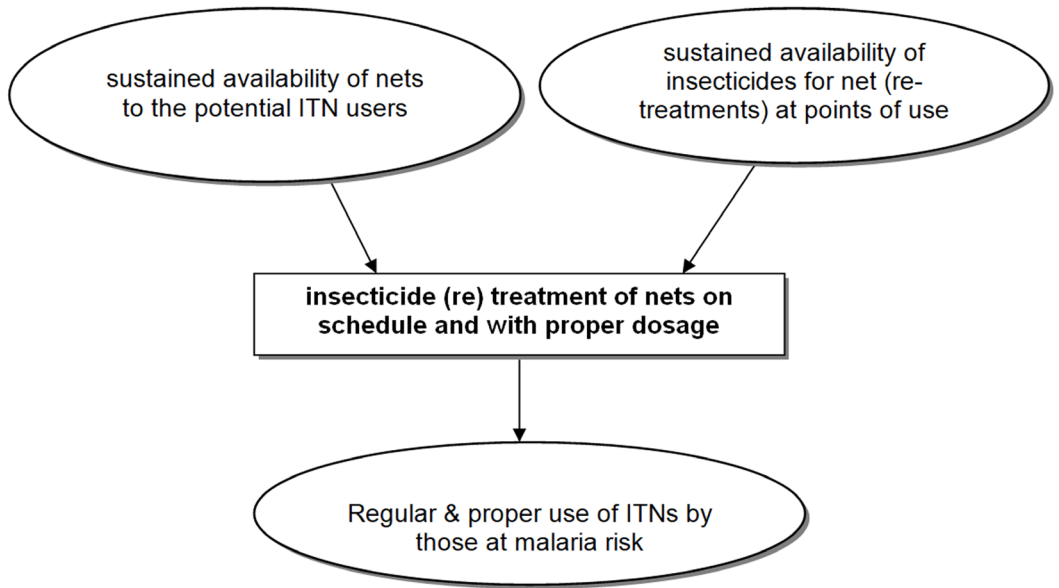 sustained availability of nets
to the potential ITN users
sustained availability of
insecticides for net (re-
treatments) at points of use
insecticide (re) treatment of nets on
schedule and with proper dosage
Regular & proper use of ITNs by
those at malaria risk